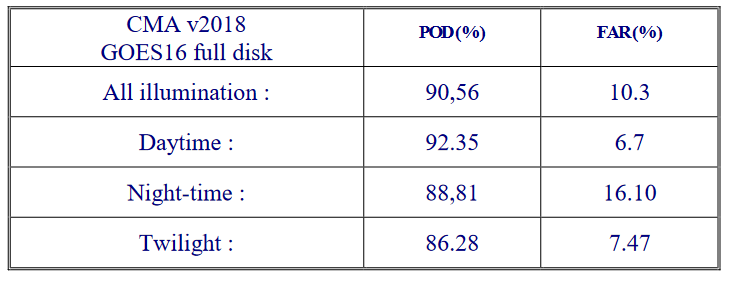 CMA v2018
GOES16 full disk
POD(%)
FAR(%)
All illumination :
90,56
10.3
Daytime :
92.35
6.7
Night-time :
88,81
16.10
Twilight :
86.28
7.47